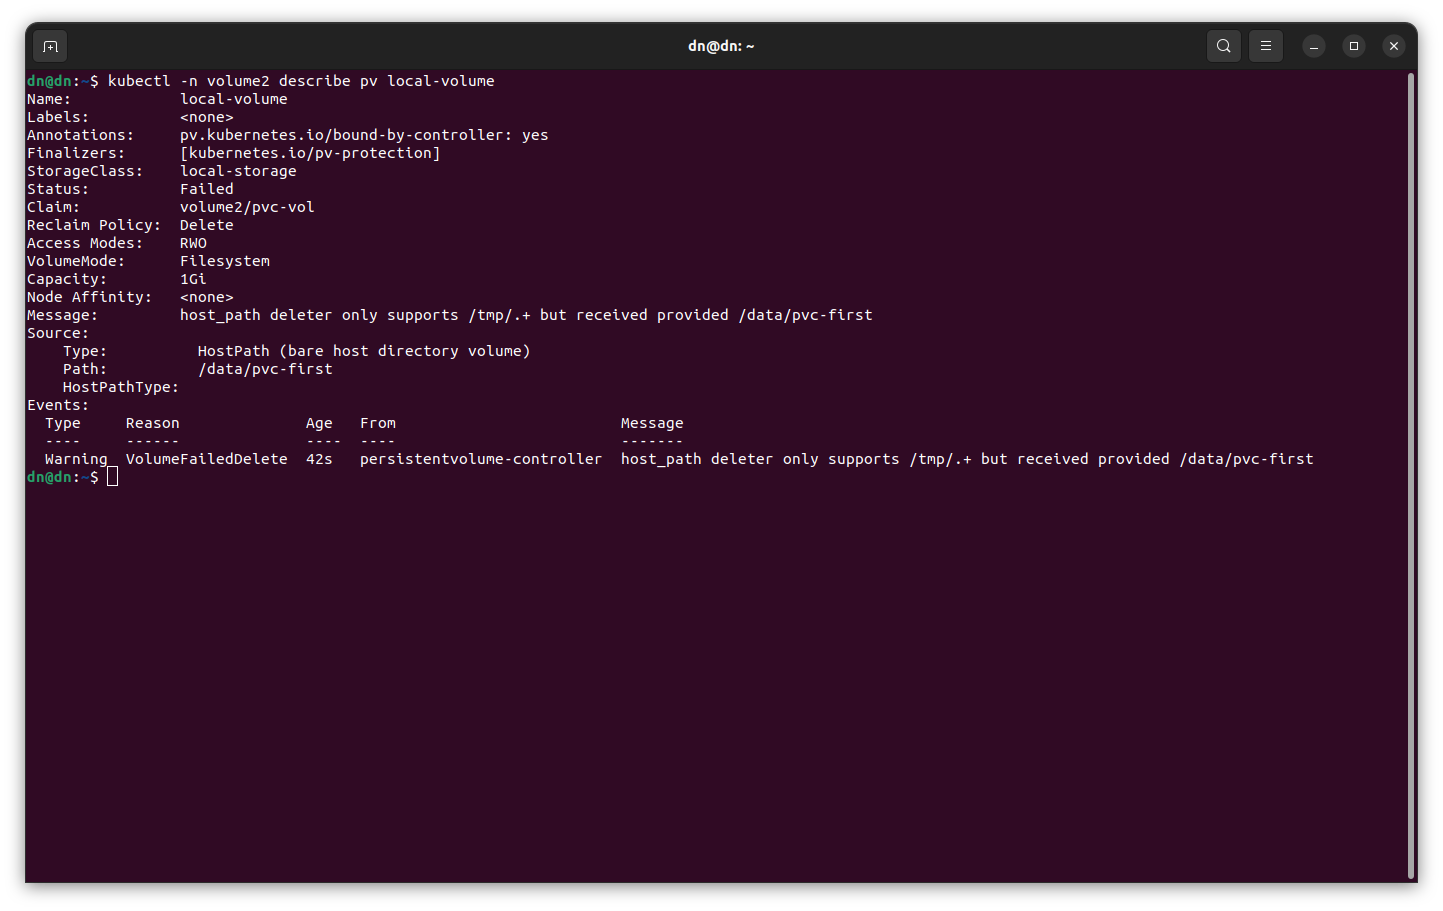 dn@dn: ~
dn@dn:~$ kubectl -n volume2 describe pv local-volume
Name:            local-volume
Labels:          <none>
Annotations:     pv.kubernetes.io/bound-by-controller: yes
Finalizers:      [kubernetes.io/pv-protection]
StorageClass:    local-storage
Status:          Failed
Claim:           volume2/pvc-vol
Reclaim Policy:  Delete
Access Modes:    RWO
VolumeMode:      Filesystem
Capacity:        1Gi
Node Affinity:   <none>
Message:         host_path deleter only supports /tmp/.+ but received provided /data/pvc-first
Source:
    Type:          HostPath (bare host directory volume)
    Path:          /data/pvc-first
    HostPathType:
Events:
  Type     Reason              Age   From                         Message
  ----     ------              ----  ----                         -------
  Warning  VolumeFailedDelete  42s   persistentvolume-controller  host_path deleter only supports /tmp/.+ but received provided /data/pvc-first
dn@dn:~$